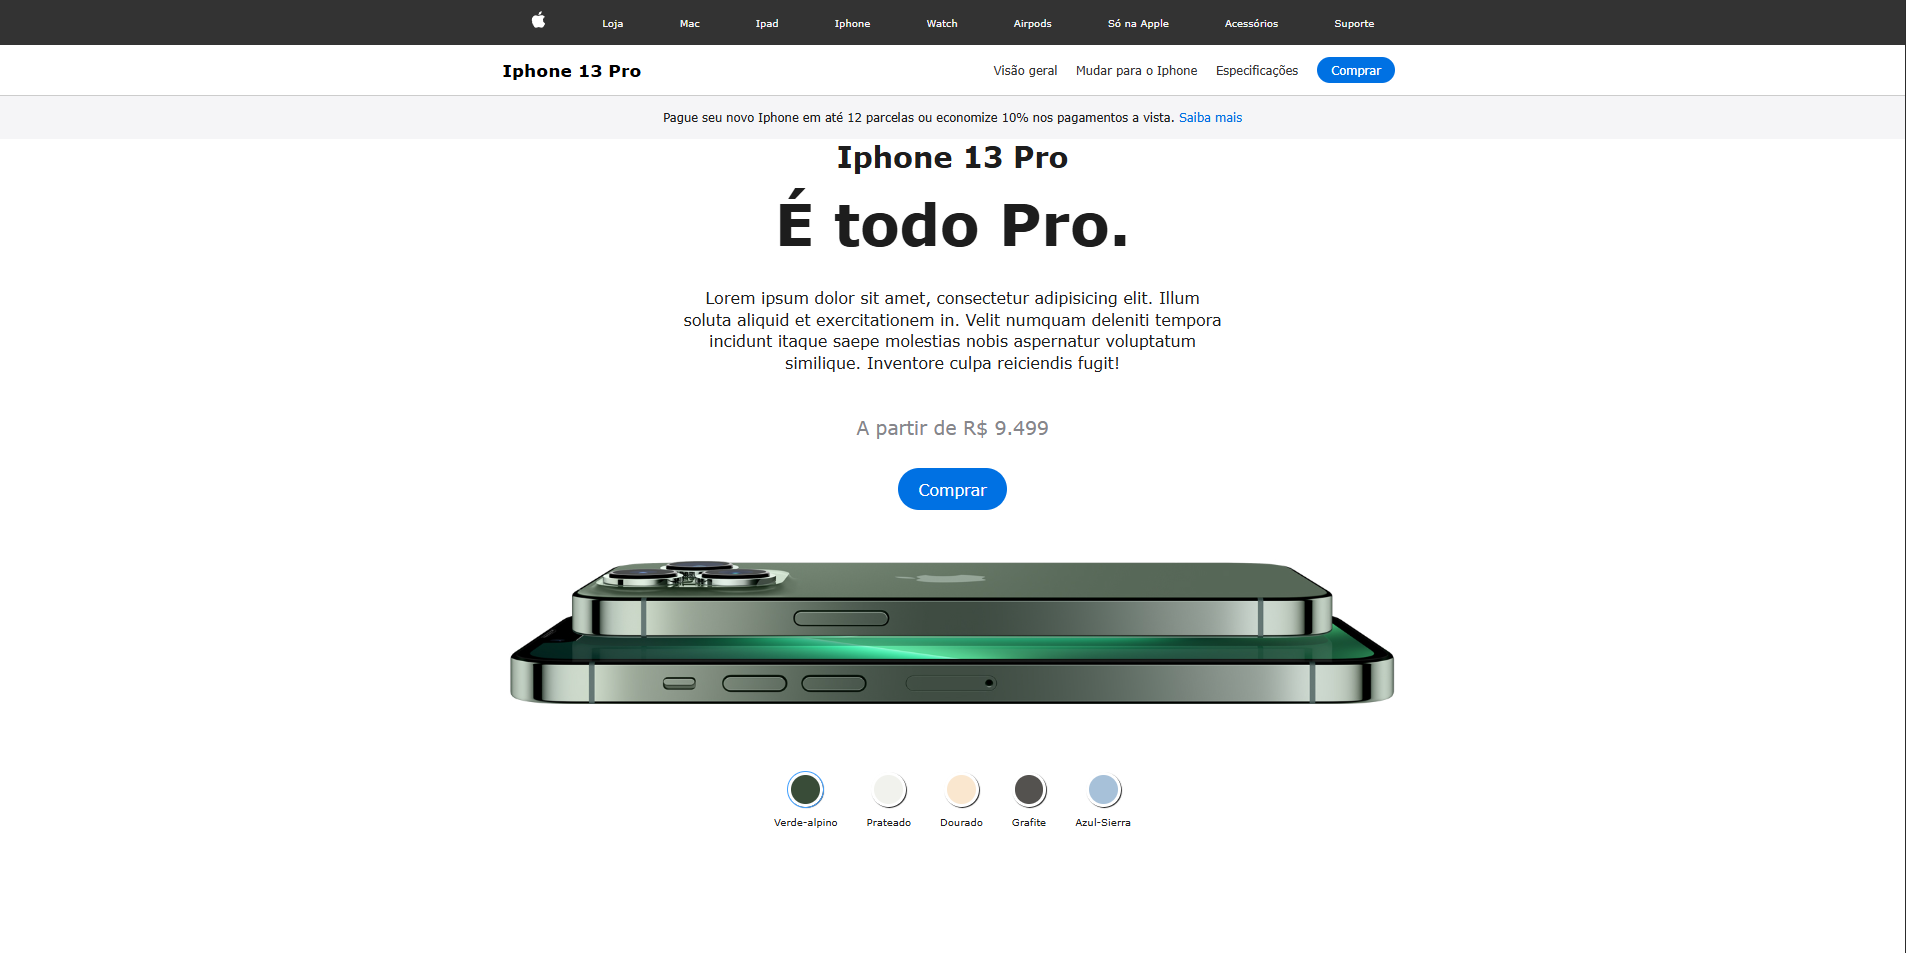 Loja Mac Ipad Iphone Watch Airpods Só na Apple Acessórios Suporte
Iphone 13 Pro Visão geral Mudar para o Iphone Especificações Comprar
Pague seu novo Iphone em até 12 parcelas ou economize 10% nos pagamentos a vista. Saiba mais
Iphone 13 Pro
É todo Pro.
Lorem ipsum dolor sit amet, consectetur adipisicing elit. Illum
soluta aliquid et exercitationem in. Velit numquam deleniti tempora
incidunt itaque saepe molestias nobis aspernatur voluptatum
similique. Inventore culpa reiciendis fugit!
A partir de R$ 9.499
Comprar
Verde-alpino Prateado Dourado Grafite Azul-Sierra